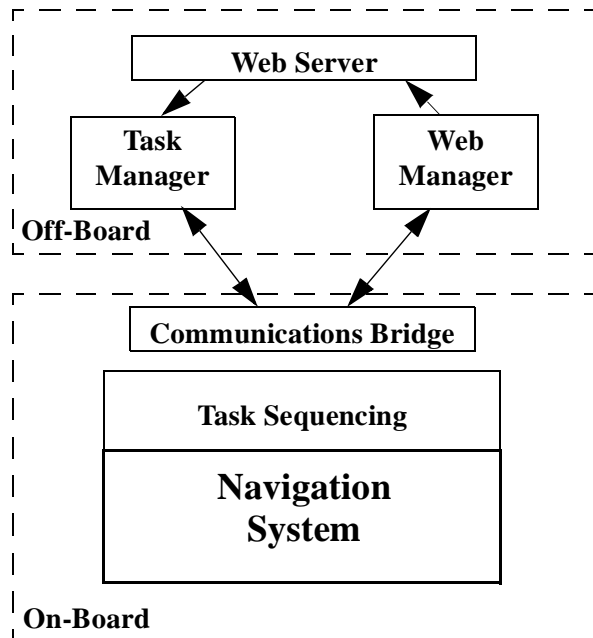 Web Server
Task
Manager
Web
Manager
Off-Board
Communications Bridge
Task Sequencing
Navigation
System
On-Board